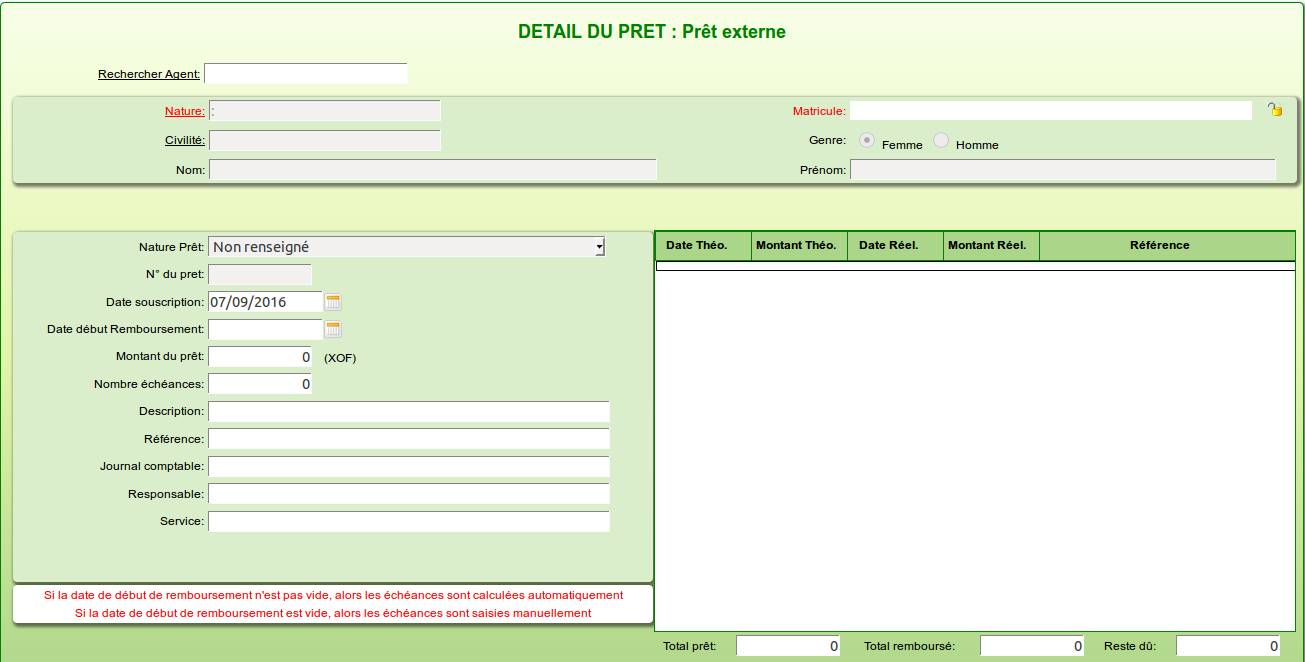 DETAIL DU PRET : Prêt externe
Rechercher Agent:
Nature: :
Matricule:
Civilité:
Genre: Femme Homme
Nom:
Prénom:
Nature Prêt: Non renseigné
N° du pret:
Date souscription: 07/09/2016
Date début Remboursement:
Montant du prêt: 0 (XOF)
Nombre échéances: 0
Description:
Référence:
Journal comptable:
Responsable:
Service:
Si la date de début de remboursement n'est pas vide, alors les échéances sont calculées automatiquement
Si la date de début de remboursement est vide, alors les échéances sont saisies manuellement
Date Théo. Montant Théo. Date Réel. Montant Réel. Référence
Total prêt: 0 Total remboursé: 0 Reste dû: 0